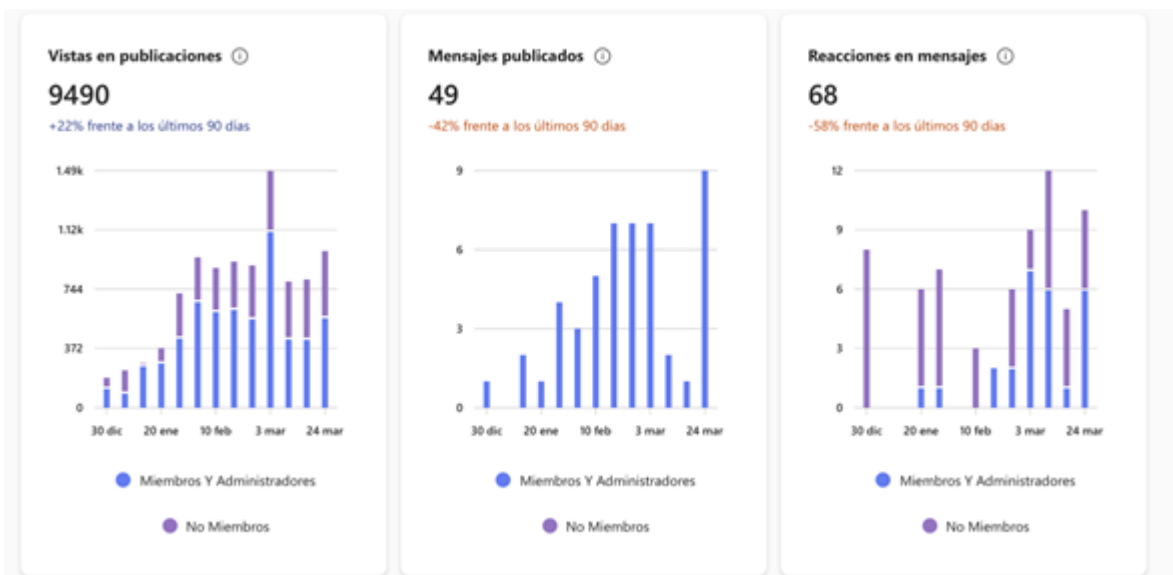 Vistas en publicaciones
9490
+22% frente a los últimos 90 días
1.49k
1.12k
744
372
0
30 dic 20 ene 10 feb 3 mar 24 mar
Miembros Y Administradores
No Miembros
Mensajes publicados
49
-42% frente a los últimos 90 días
9
6
3
0
30 dic 20 ene 10 feb 3 mar 24 mar
Miembros Y Administradores
No Miembros
Reacciones en mensajes
68
-58% frente a los últimos 90 días
12
9
6
3
0
30 dic 20 ene 10 feb 3 mar 24 mar
Miembros Y Administradores
No Miembros